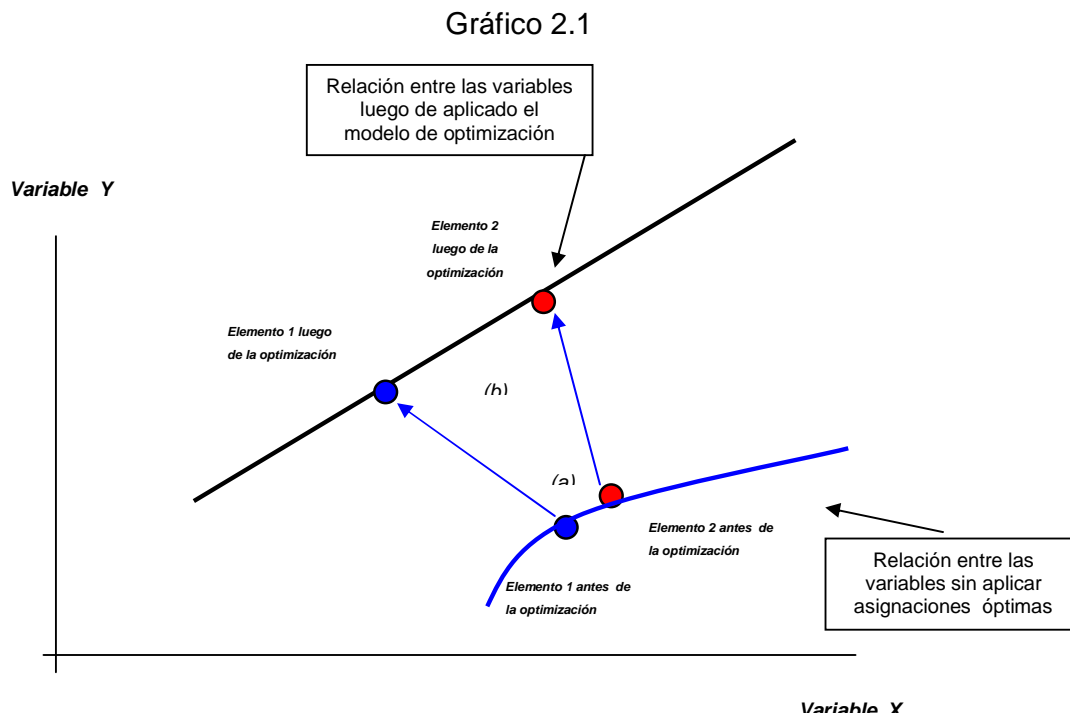 Gráfico 2.1
Relación entre las variables
luego de aplicado el
modelo de optimización
Variable Y
Elemento 2
luego de la
optimización
Elemento 1 luego
de la optimización
(b)
(a)
Elemento 2 antes de
la optimización
Elemento 1 antes de
la optimización
Relación entre las
variables sin aplicar
asignaciones óptimas
Variable X